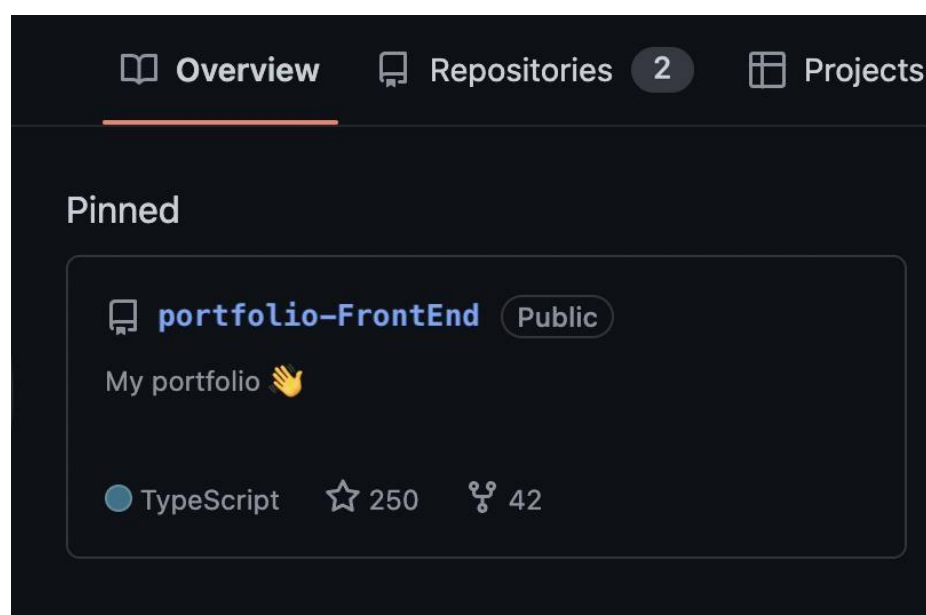 Overview Repositories 2 Projects
Pinned
portfolio-FrontEnd Public
My portfolio 👋
TypeScript 250 42